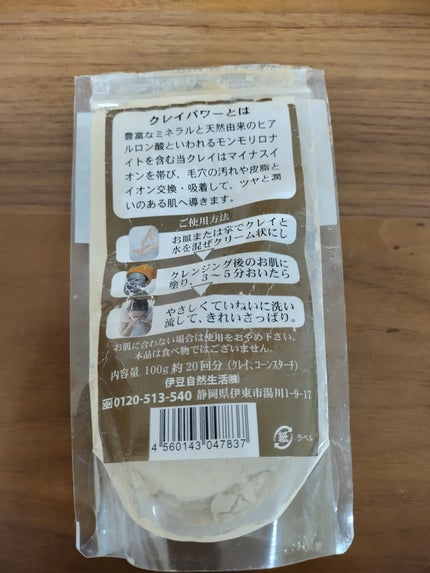 クレイパワーとは
豊富なミネラルと天然由来のヒア
ルロン酸といわれるモンモリロナ
イトを含む当クレイはマイナスイ
オンを帯び、毛穴の汚れや皮脂と
イオン交換・吸着して、ツヤと潤
いのある肌へ導きます。
ご使用方法
お皿または掌でクレイと
水を混ぜクリーム状にし
クレンジング後のお肌に
塗り、3～5分おいたら
やさしくていねいに洗い
流して、きれいさっぱり。
お肌に合わない場合は使用をおやめ下さい。
本品は食べ物ではございません。
内容量 100g 約20回分 (クレイ、コーンスターチ)
伊豆自然生活㈱
0120-513-540 静岡県伊東市湯川1-9-17
4 560143 047837
紙 ラベル